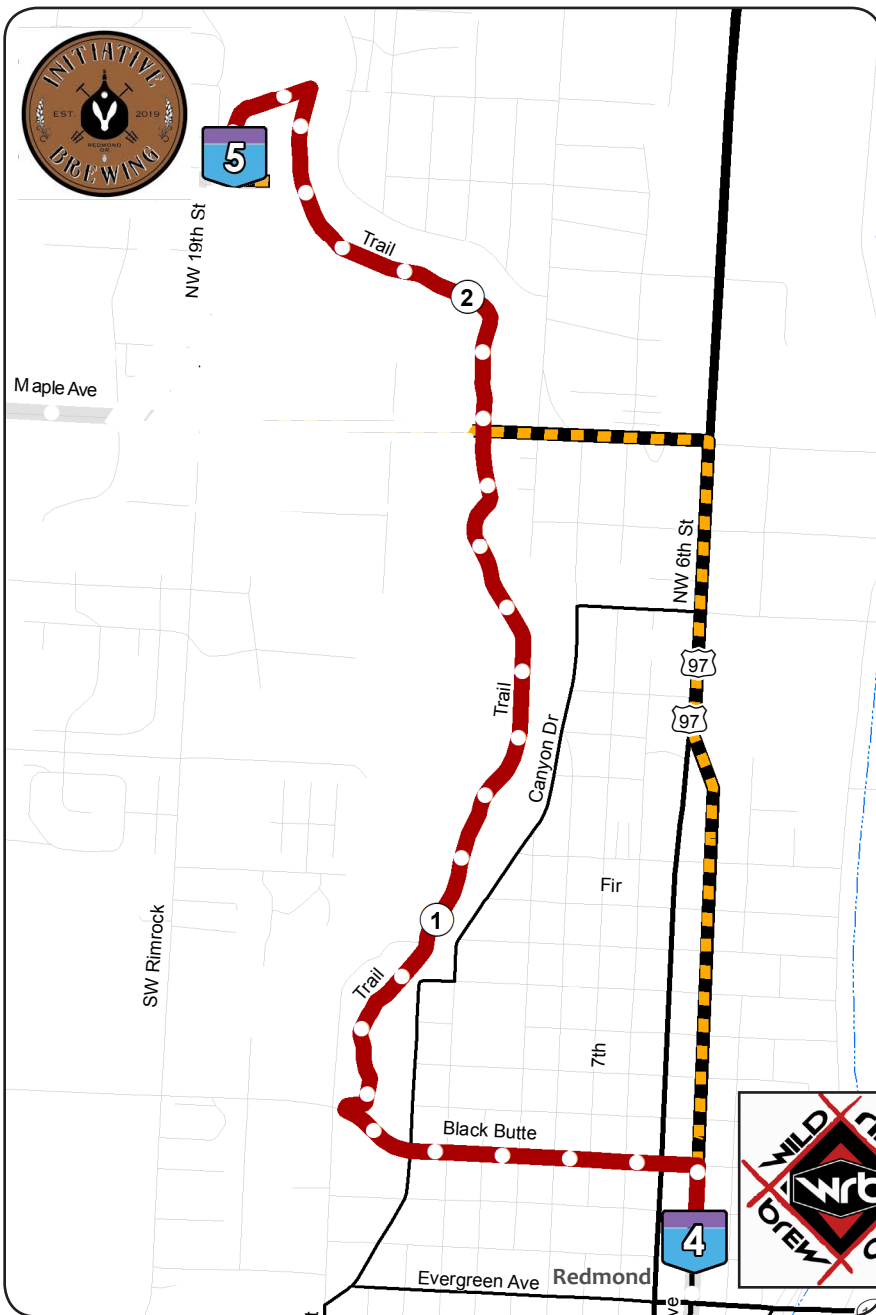 INITIATIVE
EST. 2019
REDMOND
OR
BREWING
5
NW 19th St
Trail
2
Maple Ave
NW 6th St
97
97
Trail
Canyon Dr
Fir
1
SW Rimrock
Trail
7th
Black Butte
WILD
wrb
BREW
4
Redmond
Evergreen Ave